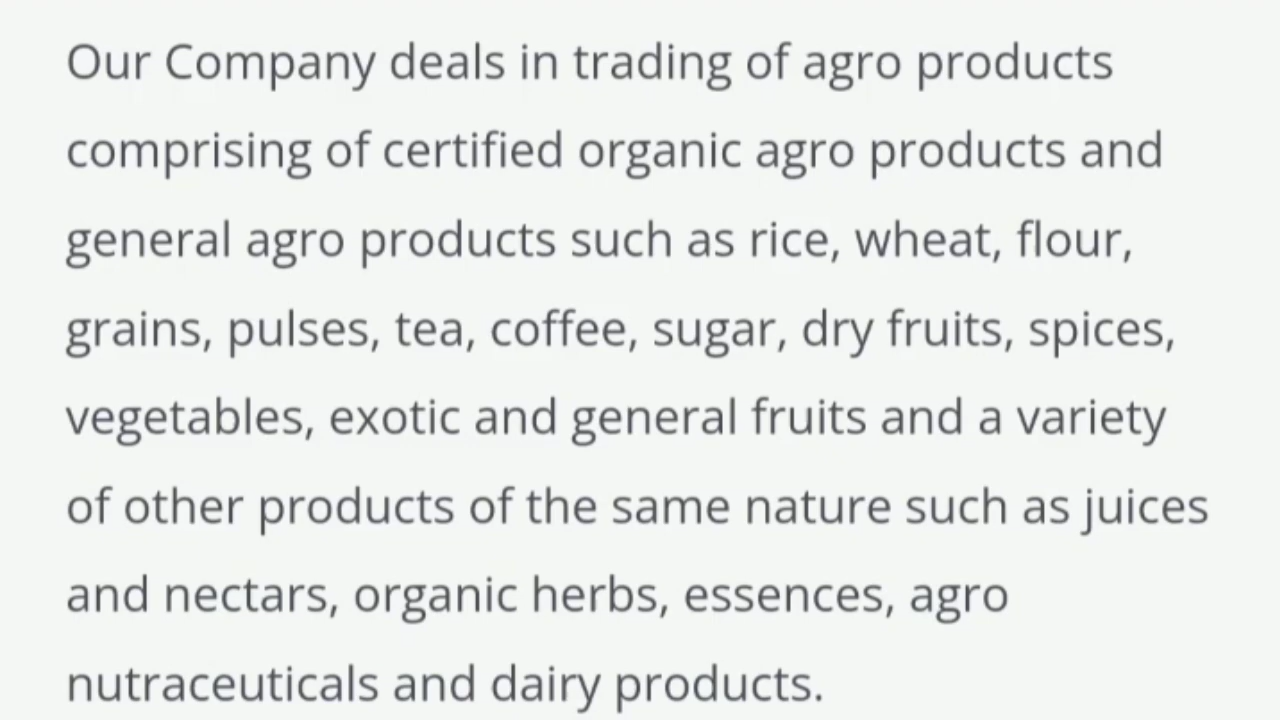 Our Company deals in trading of agro products
comprising of certified organic agro products and
general agro products such as rice, wheat, flour,
grains, pulses, tea, coffee, sugar, dry fruits, spices,
vegetables, exotic and general fruits and a variety
of other products of the same nature such as juices
and nectars, organic herbs, essences, agro
nutraceuticals and dairy products.